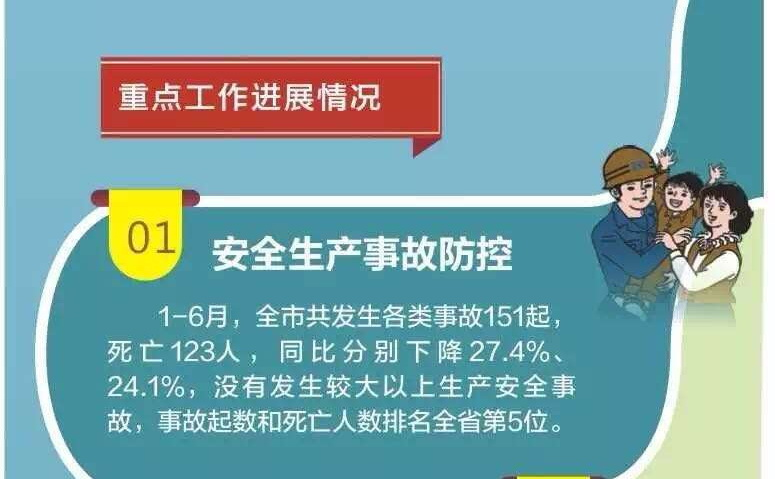 重点工作进展情况
01
安全生产事故防控
1-6月，全市共发生各类事故151起，
死亡123人，同比分别下降27.4%、
24.1%，没有发生较大以上生产安全事
故，事故起数和死亡人数排名全省第5位。